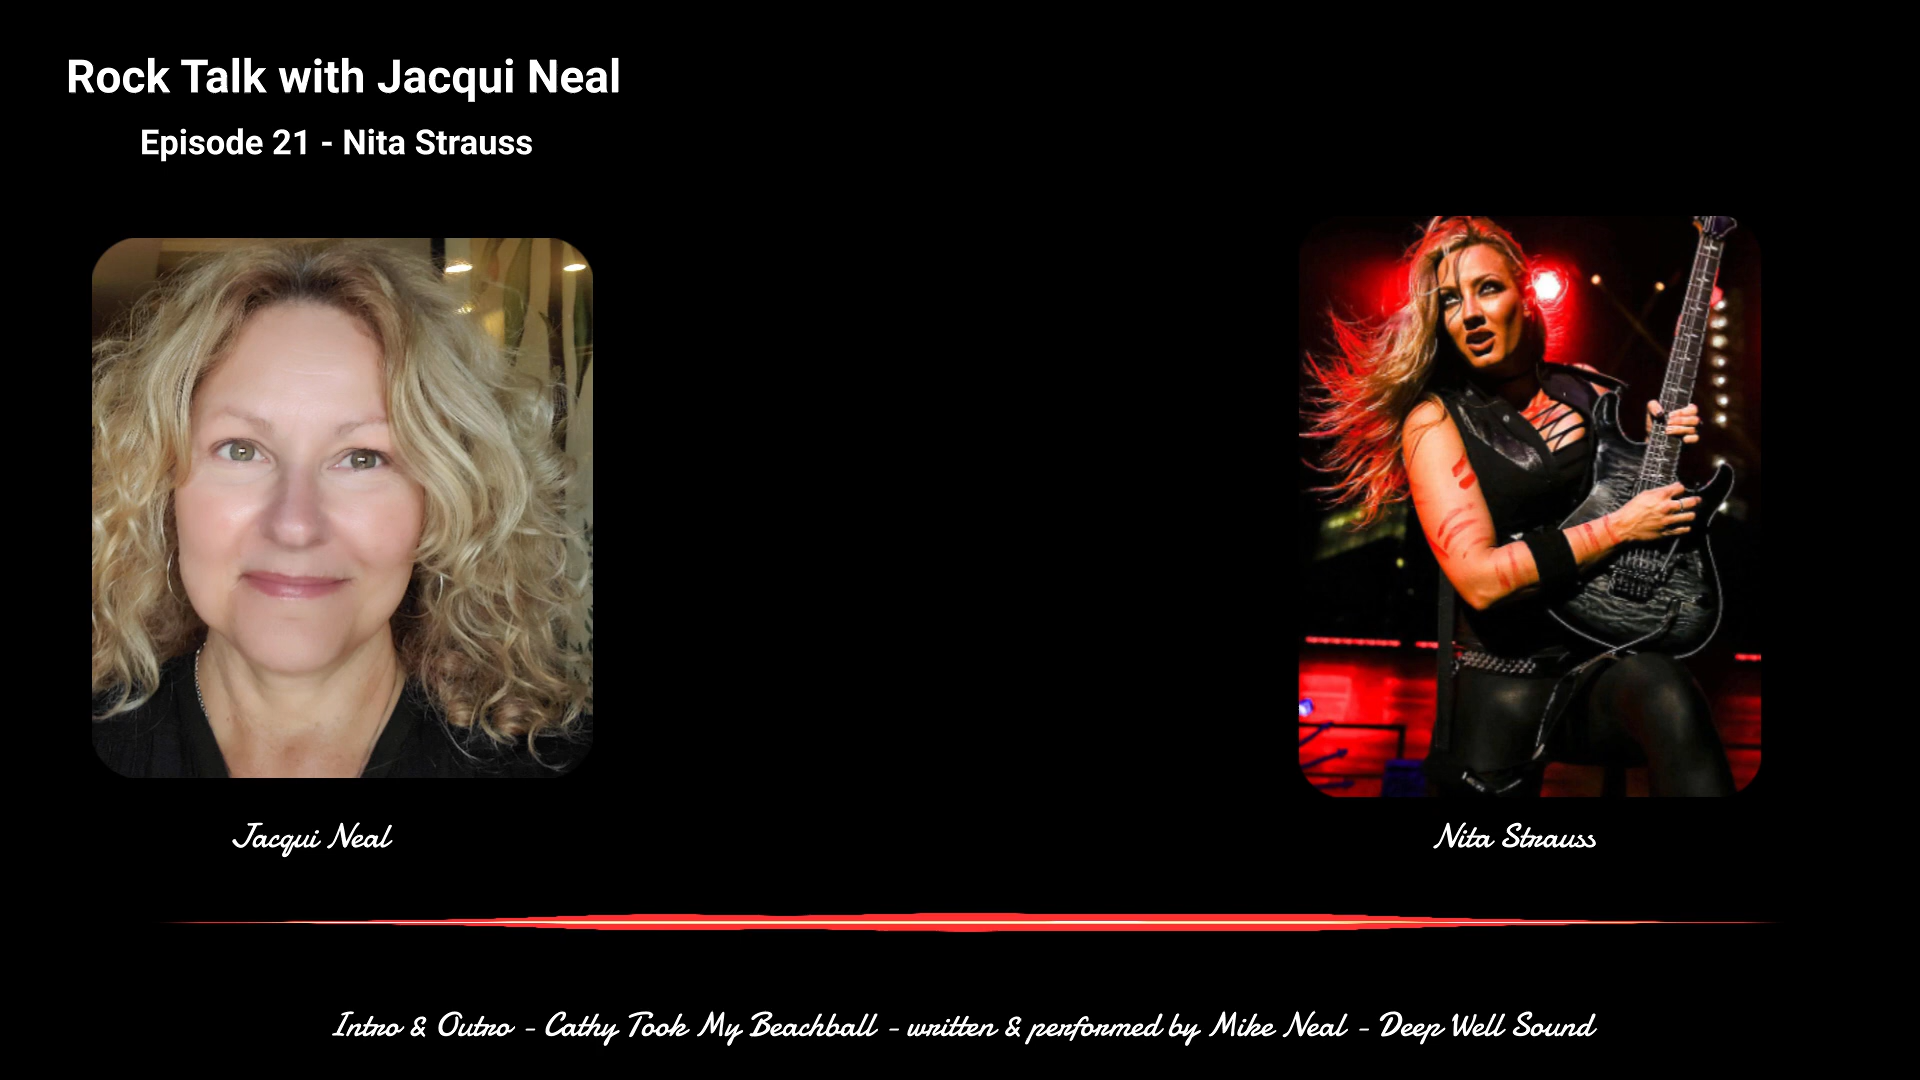 Rock Talk with Jacqui Neal
Episode 21 - Nita Strauss
Jacqui Neal
Nita Strauss
Intro & Outro - Cathy Took My Beachball - written & performed by Mike Neal - Deep Well Sound